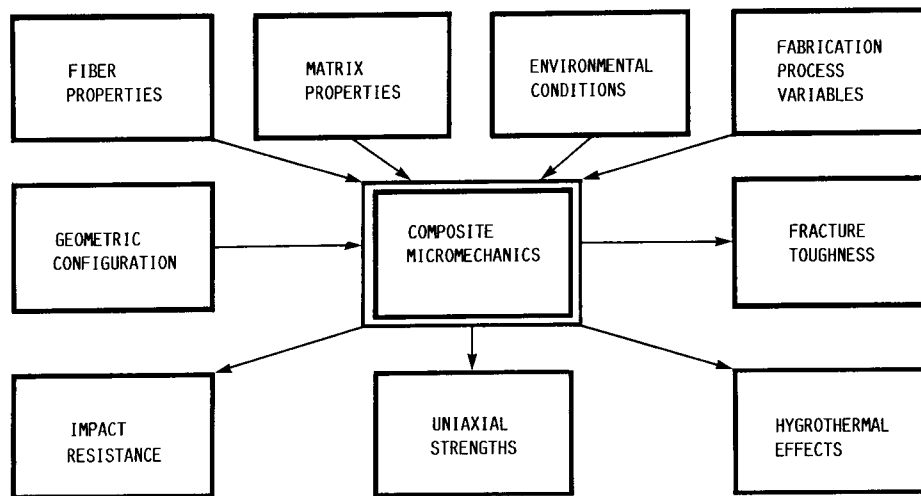 FIBER
PROPERTIES
MATRIX
PROPERTIES
ENVIRONMENTAL
CONDITIONS
FABRICATION
PROCESS
VARIABLES
GEOMETRIC
CONFIGURATION
COMPOSITE
MICROMECHANICS
FRACTURE
TOUGHNESS
IMPACT
RESISTANCE
UNIAXIAL
STRENGTHS
HYGROTHERMAL
EFFECTS